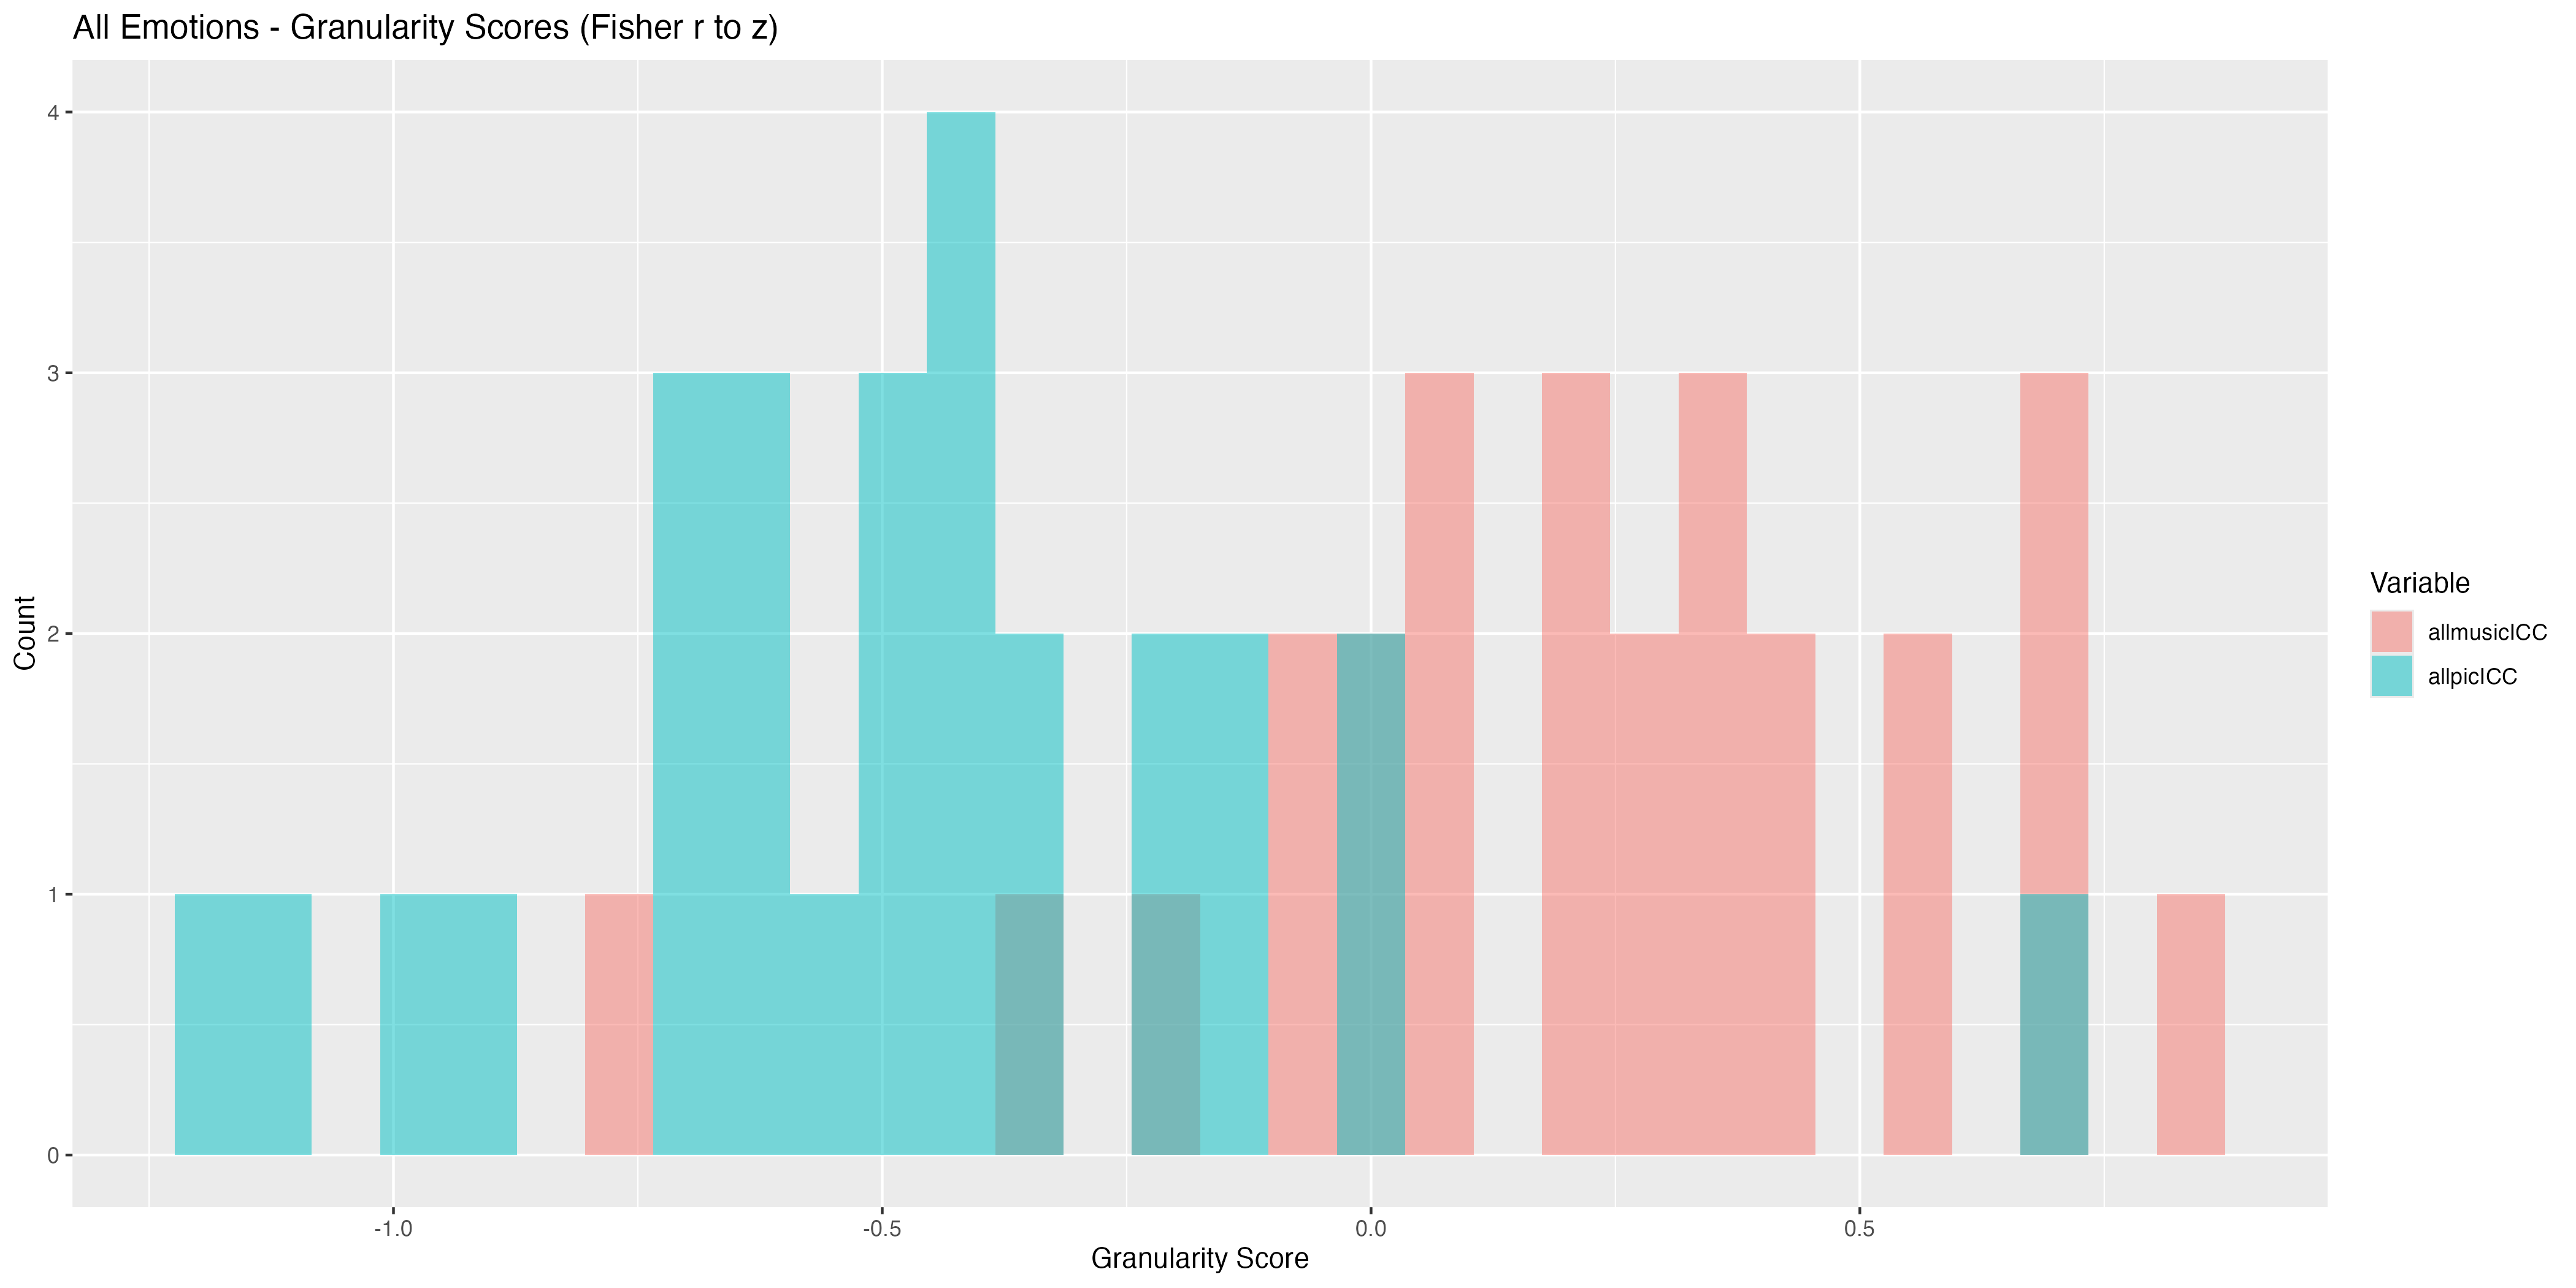 All Emotions - Granularity Scores (Fisher r to z)
Count
4
3
2
1
0
-1.0
-0.5
0.0
0.5
Granularity Score
Variable
allmusicICC
allpicICC